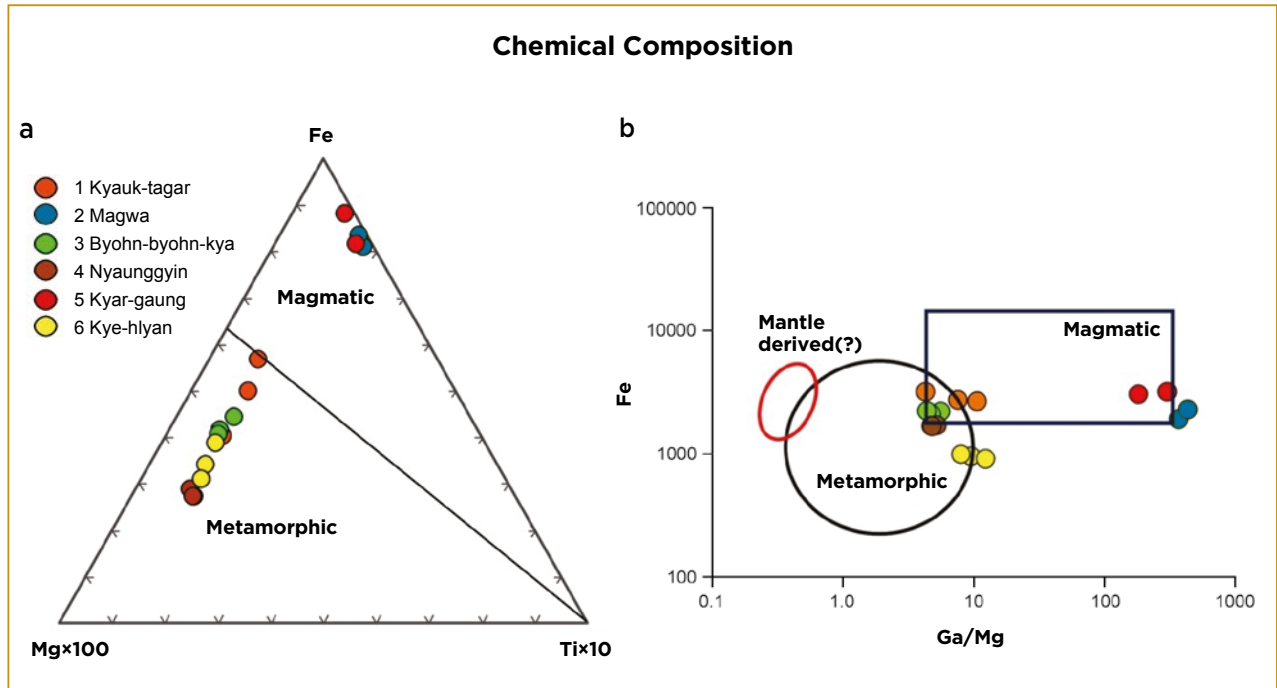 Chemical Composition
a
Fe
1 Kyauk-tagar
2 Magwa
3 Byohn-byohn-kya
4 Nyaunggyin
5 Kyar-gaung
6 Kye-hlyan
Magmatic
Metamorphic
Mg×100
Ti×10
b
100000
10000
1000
100
Fe
Mantle
derived(?)
Magmatic
Metamorphic
0.1
1.0
10
100
1000
Ga/Mg